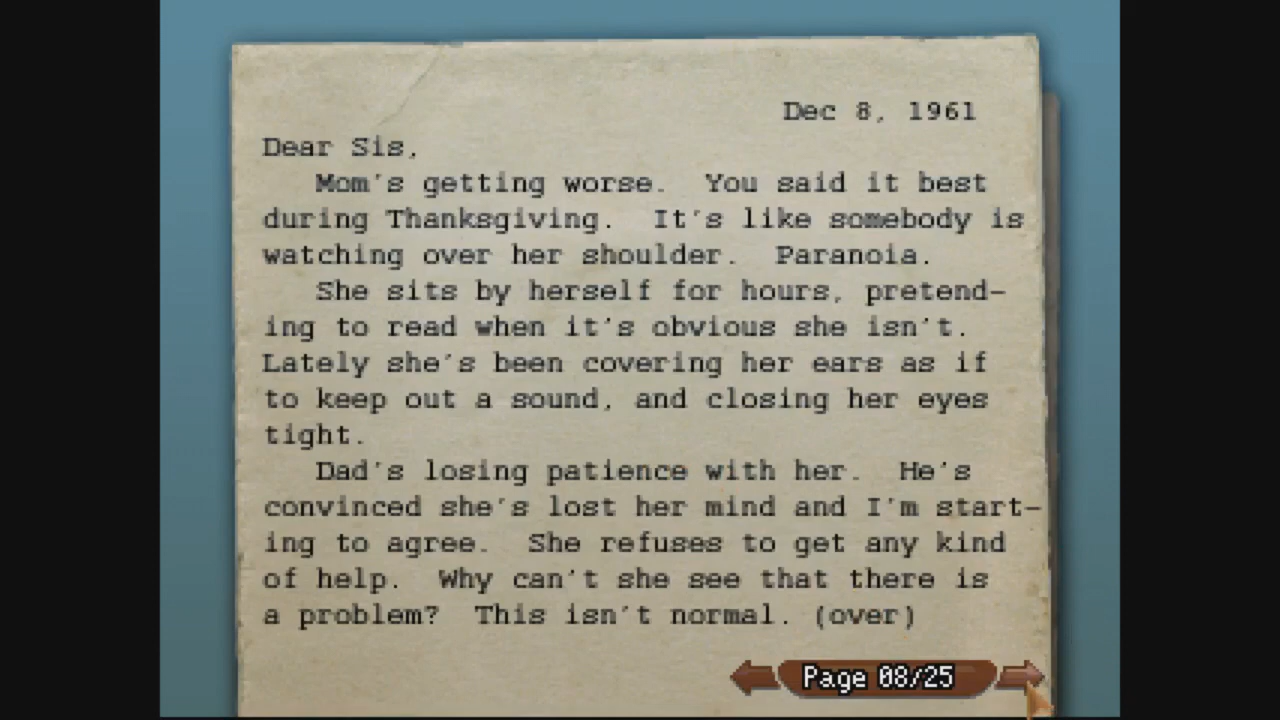 Dec 8, 1961
Dear Sis,
Mom's getting worse. You said it best
during Thanksgiving. It's like somebody is
watching over her shoulder. Paranoia.
She sits by herself for hours, pretend-
ing to read when it's obvious she isn't.
Lately she's been covering her ears as if
to keep out a sound, and closing her eyes
tight.
Dad's losing patience with her. He's
convinced she's lost her mind and I'm start-
ing to agree. She refuses to get any kind
of help. Why can't she see that there is
a problem? This isn't normal. (over)
Page 08/25